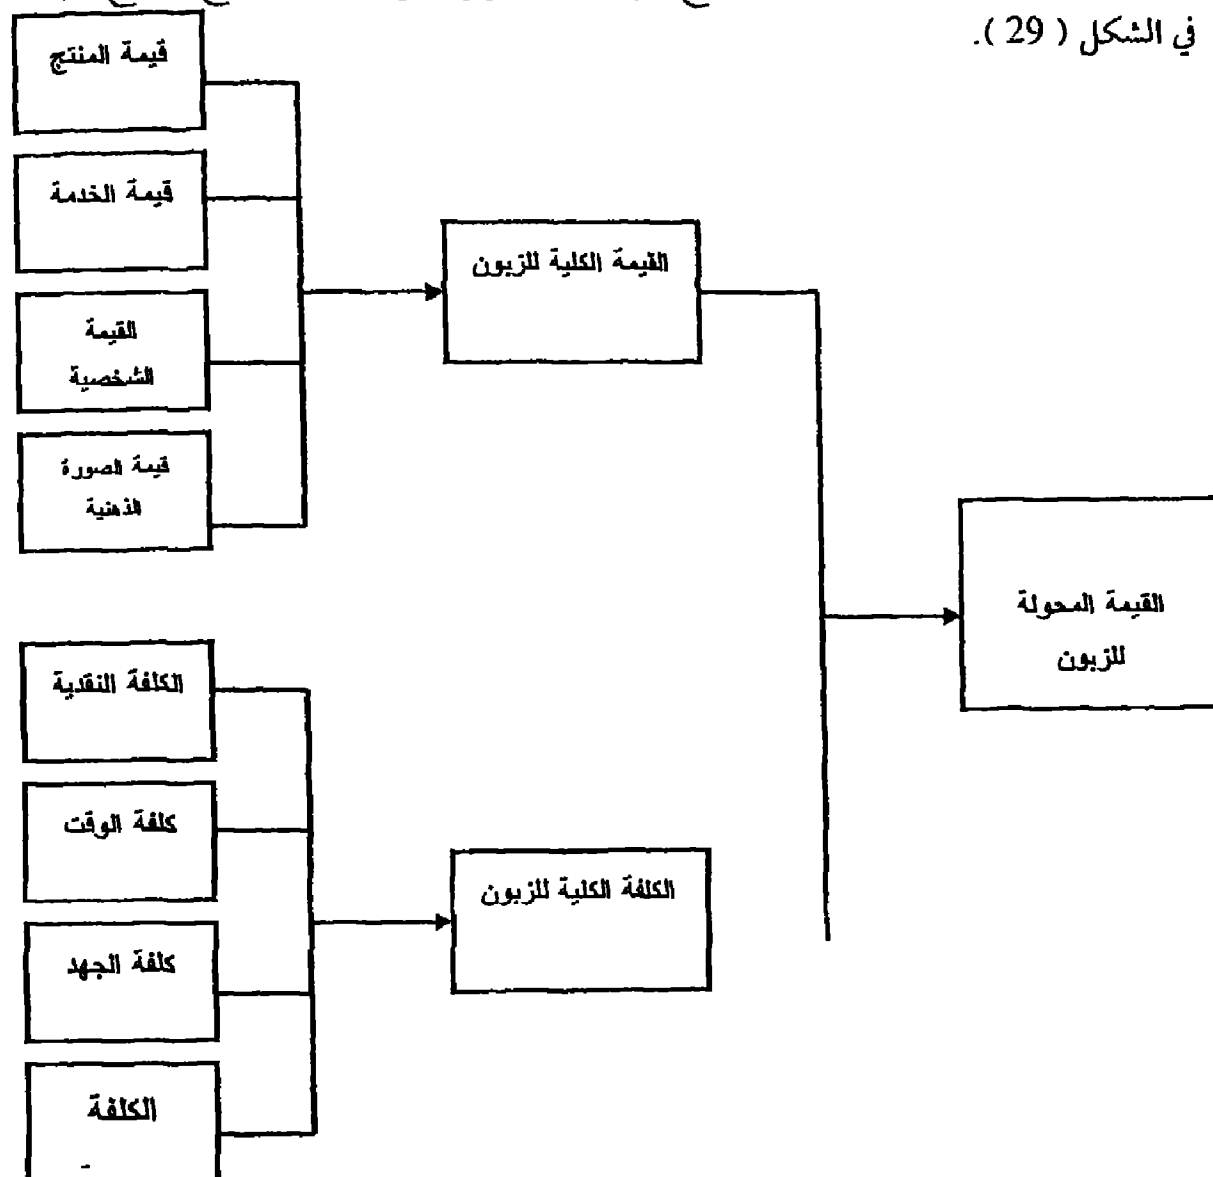 في الشكل ( 29 ).
قيمة المنتج
قيمة الخدمة
القيمة
الشخصية
قيمة الصورة
الذهنية
القيمة الكلية للزبون
القيمة المحولة
للزبون
الكلفة النقدية
كلفة الوقت
كلفة الجهد
الكلفة
الكلفة الكلية للزبون